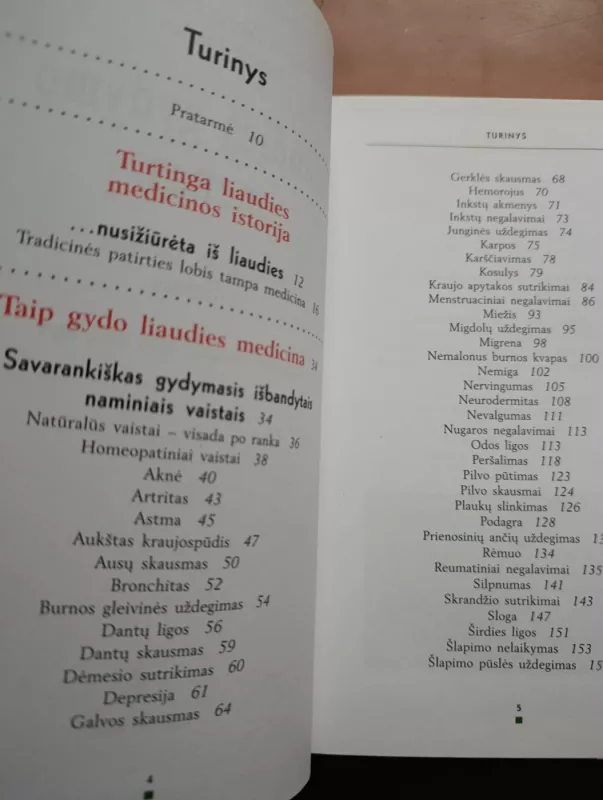 Turinys
Pratarmė 10
Turtinga liaudies
medicinos istorija
...nusižiūrėta iš liaudies 12
Tradicinės patirties lobis tampa medicina 16
Taip gydo liaudies medicina 34
Savarankiškas gydymasis išbandytais
naminiais vaistais 34
Natūralūs vaistai – visada po ranka 36
Homeopatiniai vaistai 38
Aknė 40
Artritas 43
Astma 45
Aukštas kraujospūdis 47
Ausų skausmas 50
Bronchitas 52
Burnos gleivinės uždegimas 54
Dantų ligos 56
Dantų skausmas 59
Dėmesio sutrikimas 60
Depresija 61
Galvos skausmas 64
4
TURINYS
Gerklės skausmas 68
Hemorojus 70
Inkstų akmenys 71
Inkstų negalavimai 73
Junginės uždegimas 74
Karpos 75
Karščiavimas 78
Kosulys 79
Kraujo apytakos sutrikimai 84
Menstruaciniai negalavimai 86
Miežis 93
Migdolų uždegimas 95
Migrena 98
Nemalonus burnos kvapas 100
Nemiga 102
Nervingumas 105
Neurodermitas 108
Nevalgumas 111
Nugaros negalavimai 113
Odos ligos 113
Peršalimas 118
Pilvo pūtimas 123
Pilvo skausmai 124
Plaukų slinkimas 126
Podagra 128
Prienosinių ančių uždegimas
Rėmuo 134
Reumatiniai negalavimai 135
Silpnumas 141
Skrandžio sutrikimai 143
Sloga 147
Širdies ligos 151
Šlapimo nelaikymas 153
Šlapimo pūslės uždegimas
5